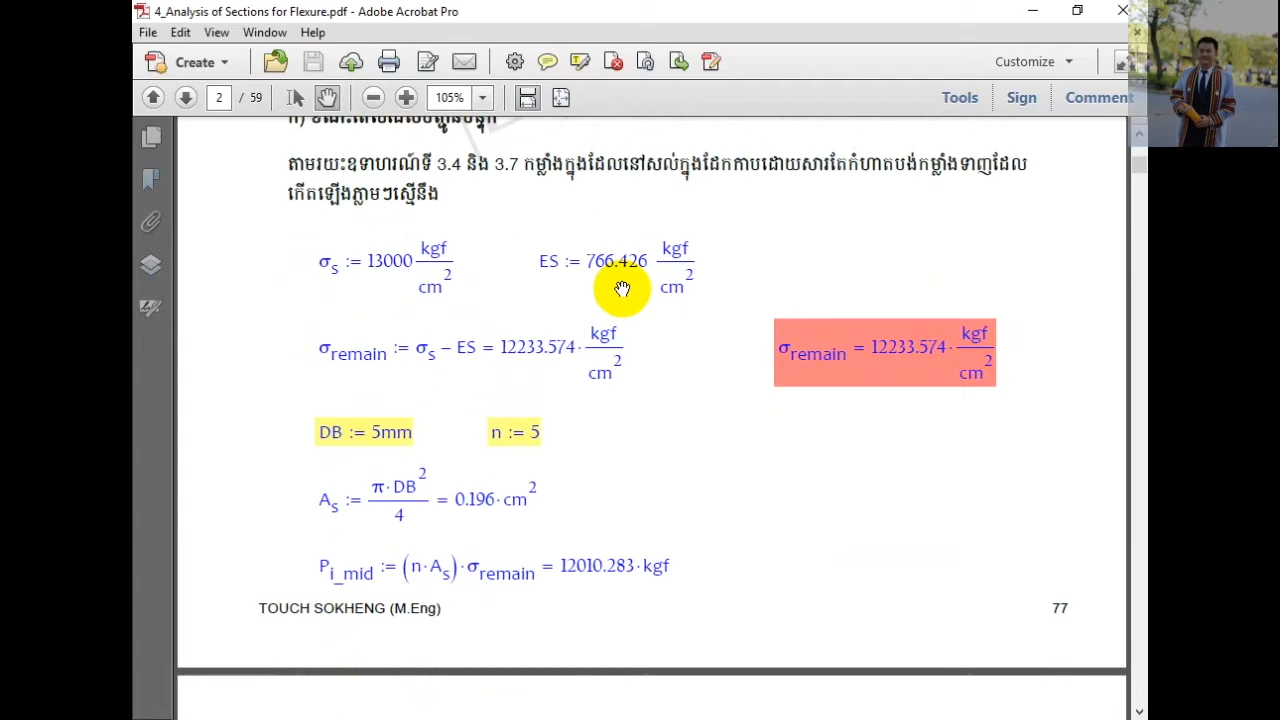 4_Analysis of Sections for Flexure.pdf - Adobe Acrobat Pro
File Edit View Window Help
Create Customize
2 / 59 105% Tools Sign Comment
តាមរយះឧទាហរណ៍ទី 3.4 និង 3.7 កម្លាំងក្នុងដែលនៅសល់ក្នុងដែកកាបដោយសារតែកំហាតបង់កម្លាំងទាញដែល
កើតឡើងភ្លាមៗស្មើនឹង
σs := 13000 kgf/cm² ES := 766.426 kgf/cm²
σremain := σs − ES = 12233.574· kgf/cm² σremain = 12233.574· kgf/cm²
DB := 5mm n := 5
As := π·DB²/4 = 0.196·cm²
Pi_mid := (n·As)·σremain = 12010.283·kgf
TOUCH SOKHENG (M.Eng) 77